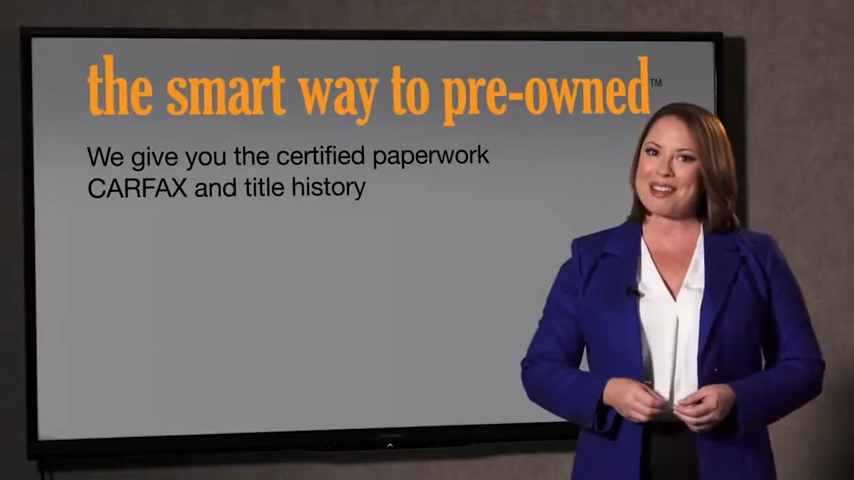 the smart way to pre-owned™
We give you the certified paperwork
CARFAX and title history